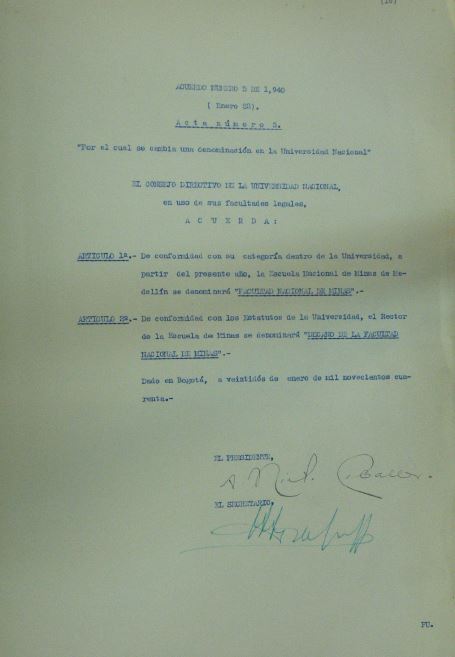 (10)
ACUERDO NUMERO 5 DE 1,940
( Enero 22).
Acta número 3.
"Por el cual se cambia una denominación en la Universidad Nacional"
EL CONSEJO DIRECTIVO DE LA UNIVERSIDAD NACIONAL,
en uso de sus facultades legales,
A C U E R D A :
ARTICULO 1º.- De conformidad con su categoría dentro de la Universidad, a
partir del presente año, la Escuela Nacional de Minas de Me-
dellín se denominará "FACULTAD NACIONAL DE MINAS".-
ARTICULO 2º.- De conformidad con los Estatutos de la Universidad, el Rector
de la Escuela de Minas se denominará "DECANO DE LA FACULTAD
NACIONAL DE MINAS".-
Dado en Bogotá, a veintidós de enero de mil novecientos cua-
renta.-
EL PRESIDENTE,
EL SECRETARIO,
FU.